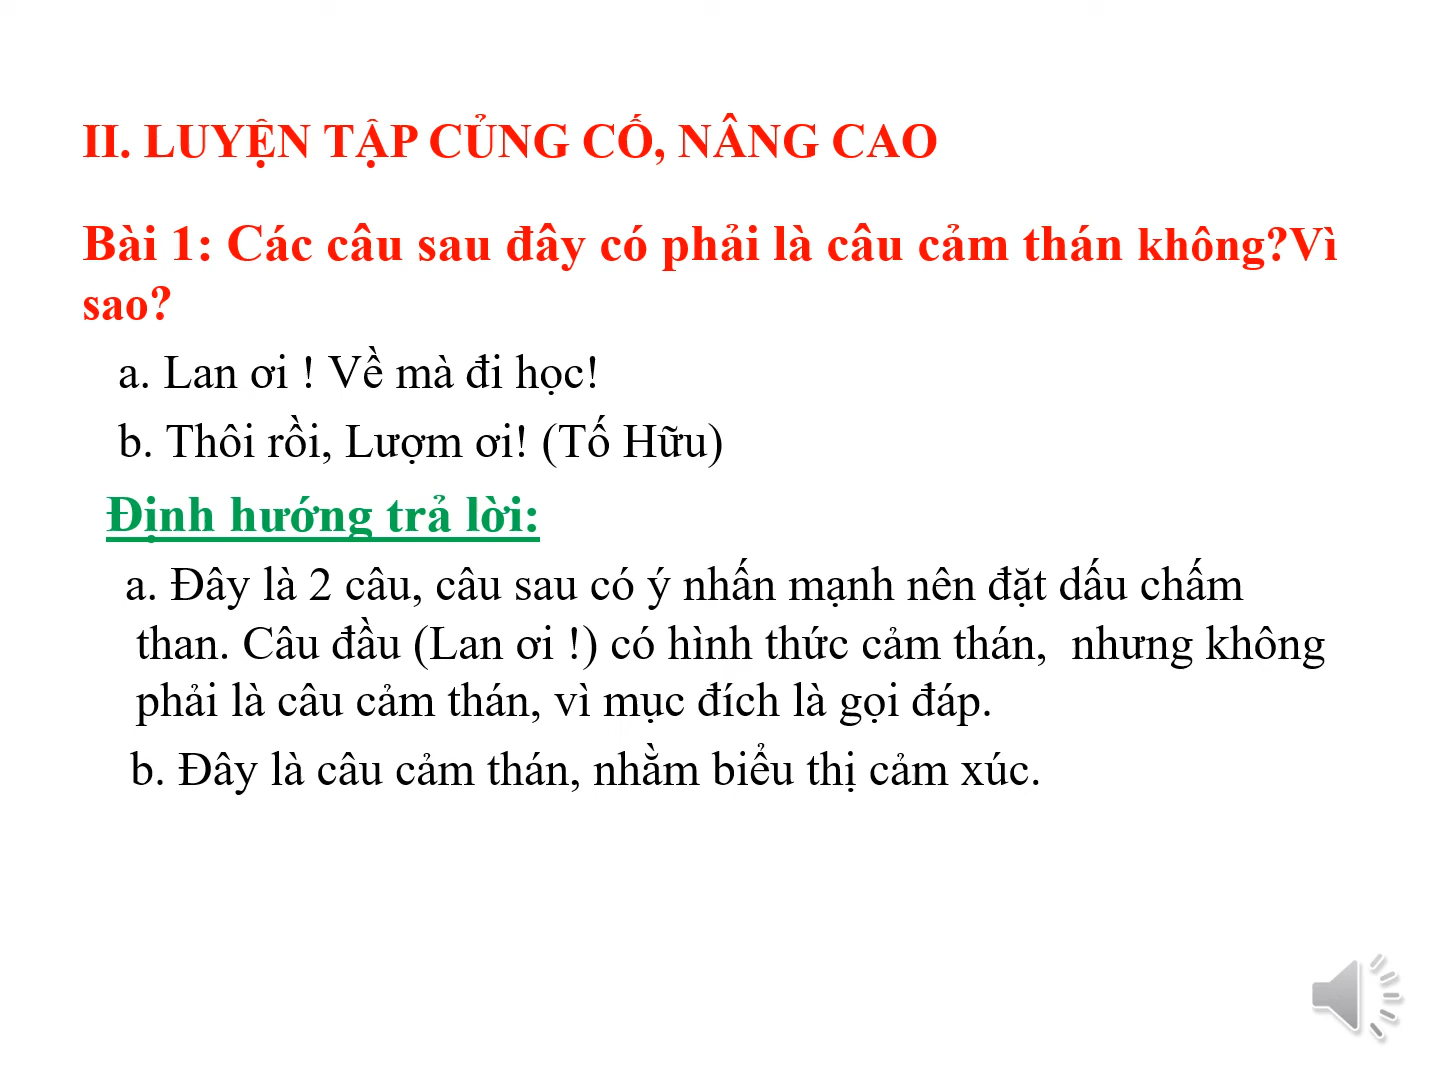 II. LUYỆN TẬP CỦNG CỐ, NÂNG CAO
Bài 1: Các câu sau đây có phải là câu cảm thán không?Vì
sao?
a. Lan ơi ! Về mà đi học!
b. Thôi rồi, Lượm ơi! (Tố Hữu)
Định hướng trả lời:
a. Đây là 2 câu, câu sau có ý nhấn mạnh nên đặt dấu chấm
than. Câu đầu (Lan ơi !) có hình thức cảm thán,  nhưng không
phải là câu cảm thán, vì mục đích là gọi đáp.
b. Đây là câu cảm thán, nhằm biểu thị cảm xúc.